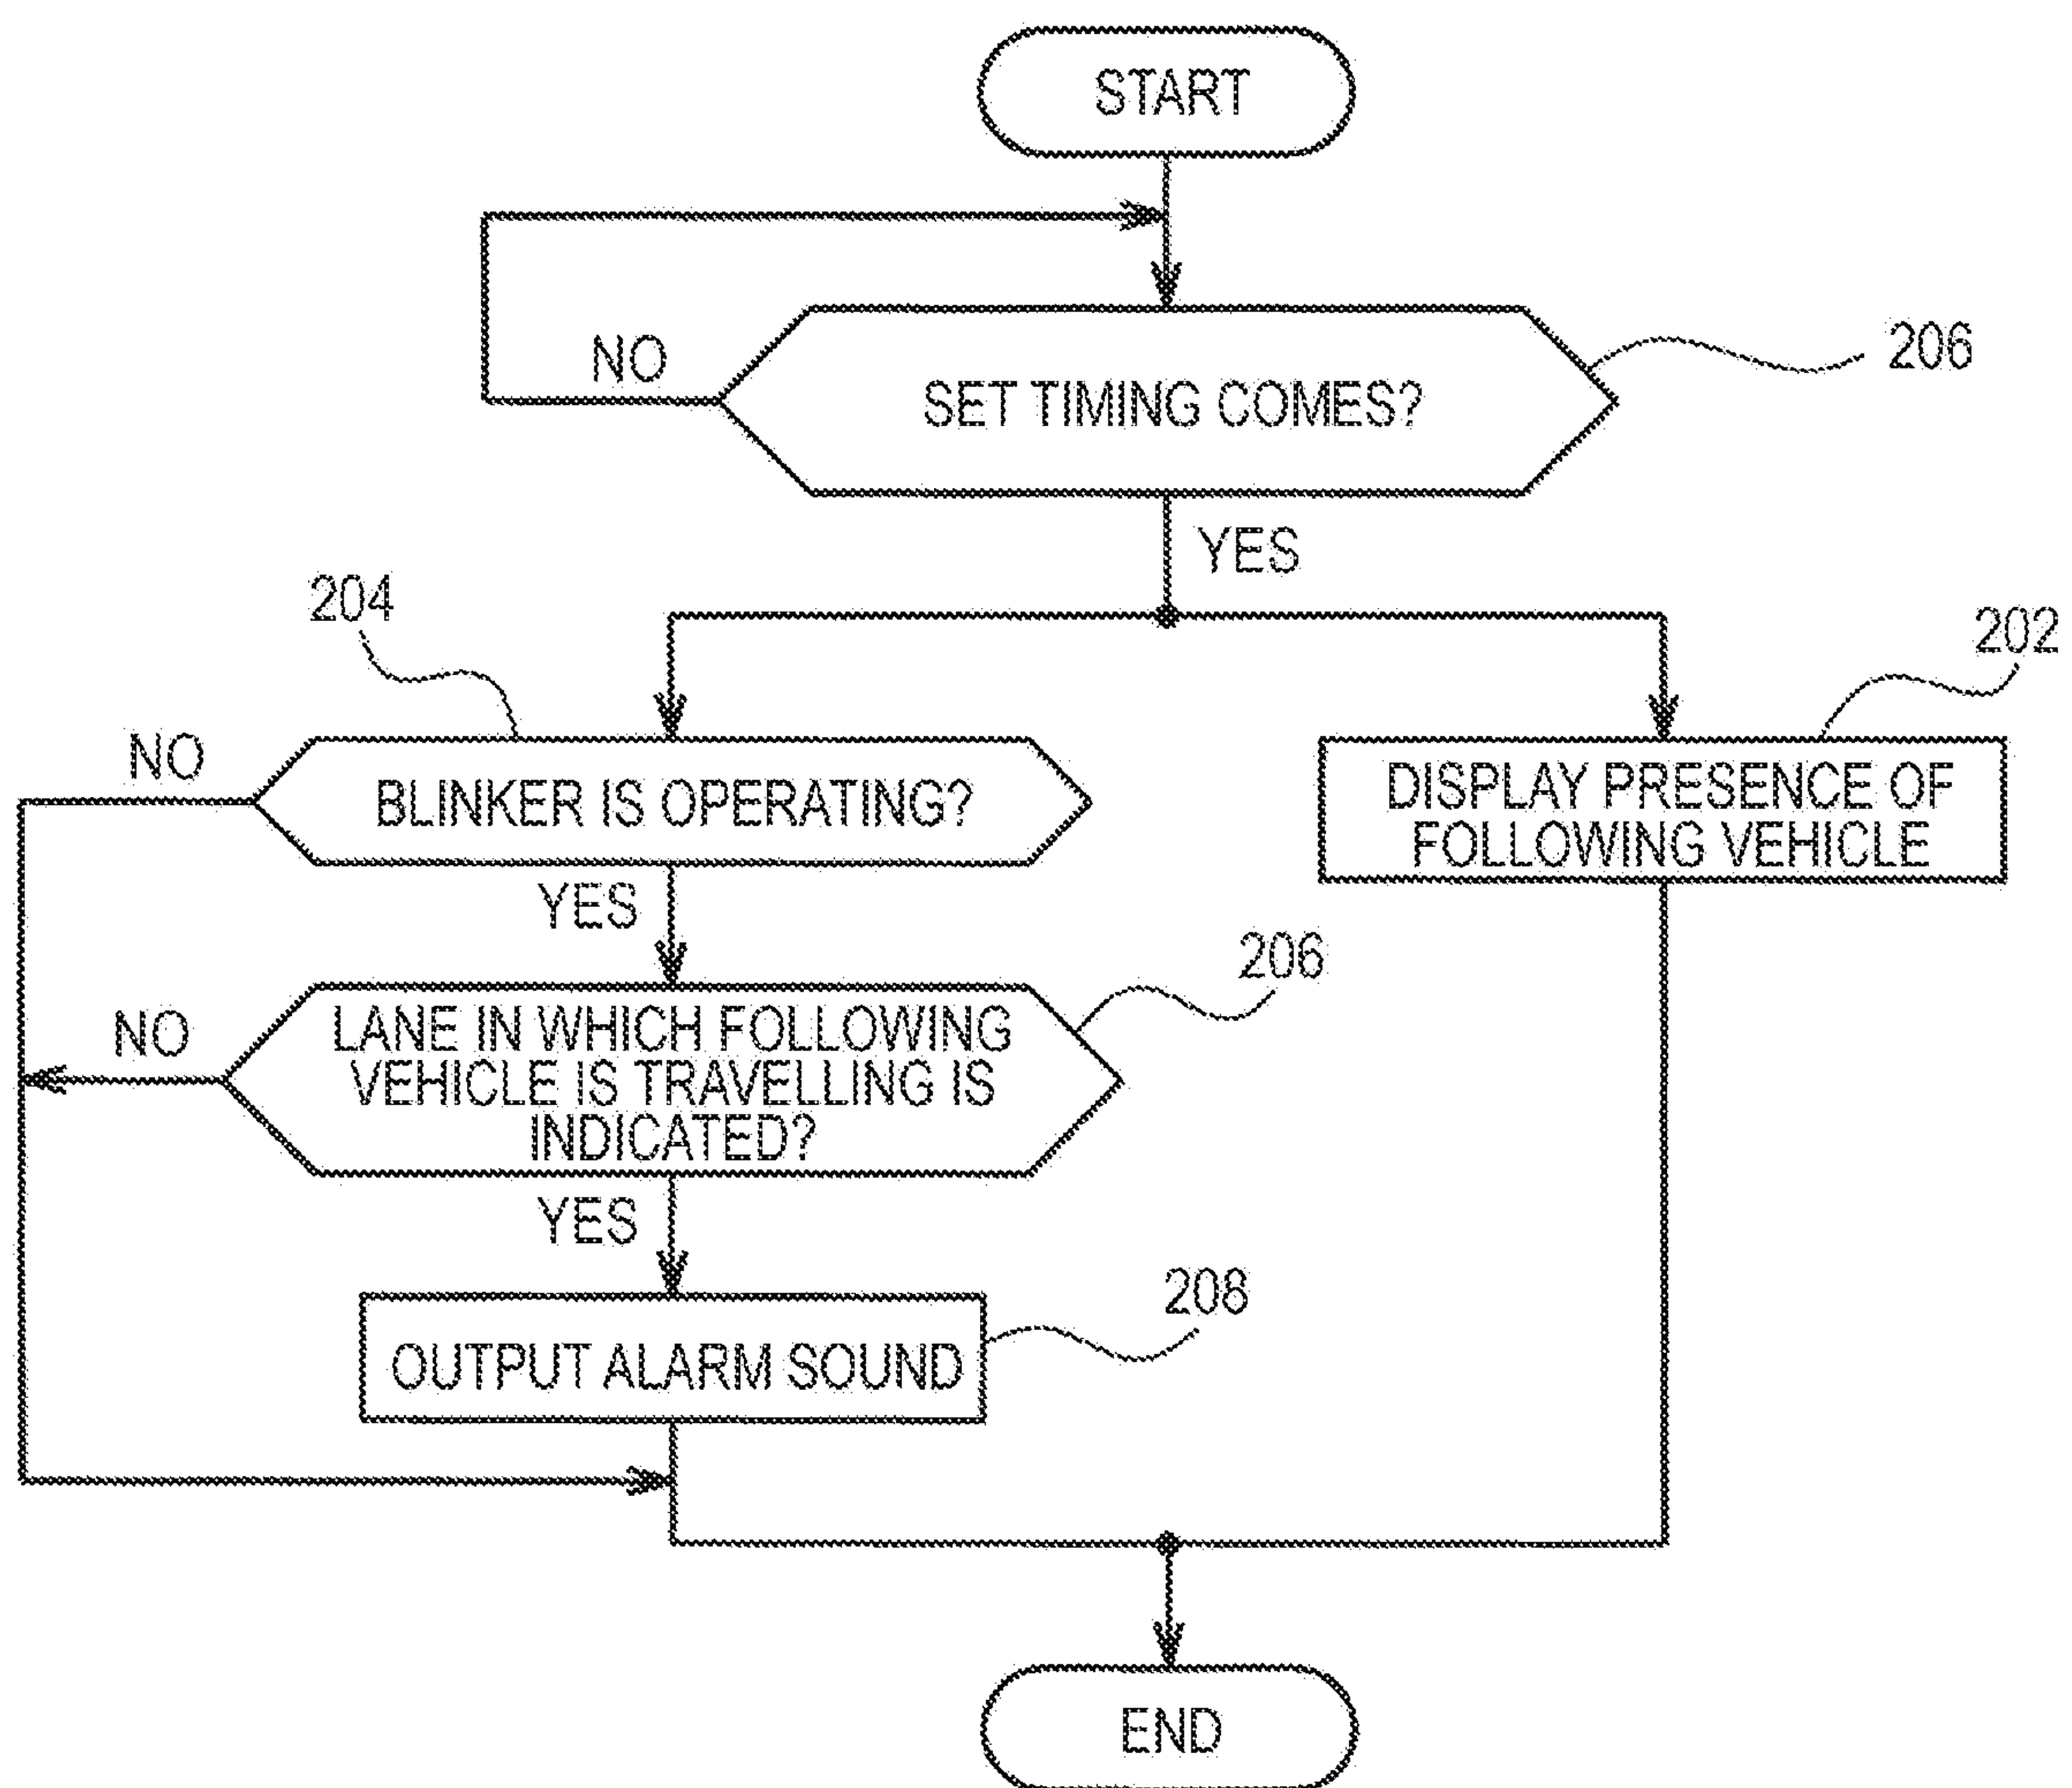 START
NO
206
SET TIMING COMES?
YES
204
202
NO
BLINKER IS OPERATING?
DISPLAY PRESENCE OF
FOLLOWING VEHICLE
YES
206
NO
LANE IN WHICH FOLLOWING
VEHICLE IS TRAVELLING IS
INDICATED?
YES
208
OUTPUT ALARM SOUND
END